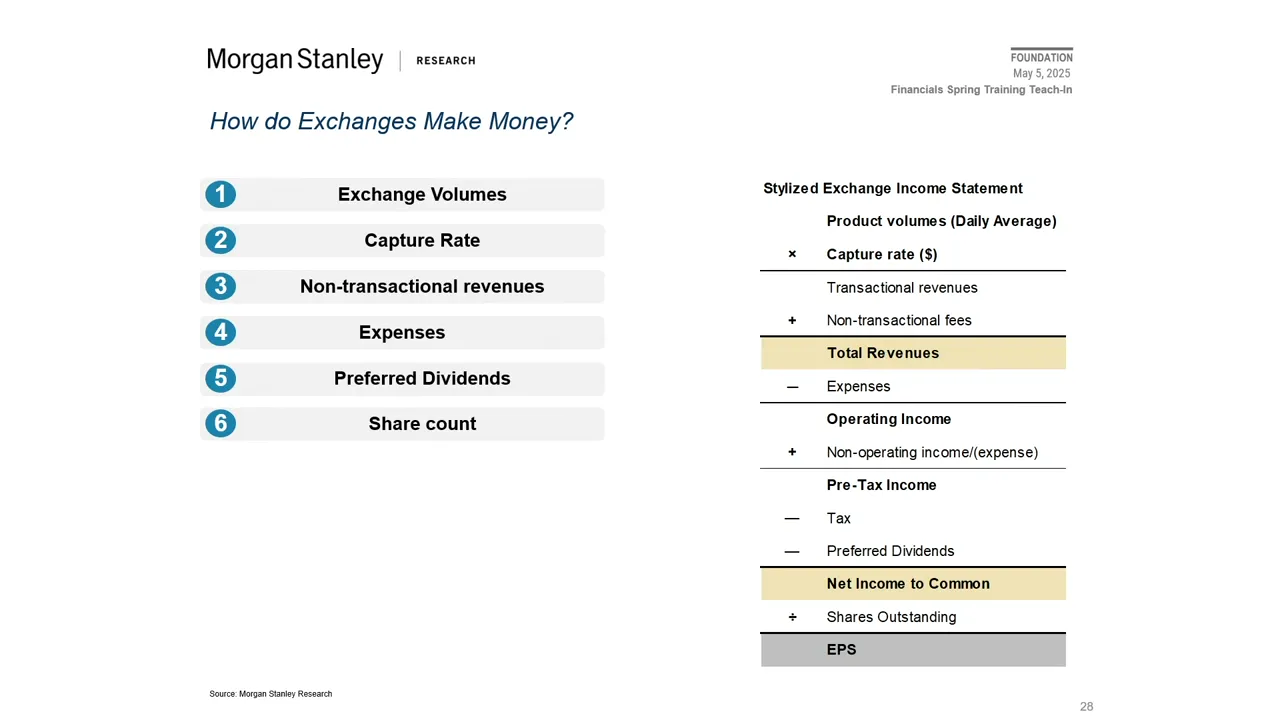 Morgan Stanley | RESEARCH
FOUNDATION
May 5, 2025
Financials Spring Training Teach-In
How do Exchanges Make Money?
1 Exchange Volumes
2 Capture Rate
3 Non-transactional revenues
4 Expenses
5 Preferred Dividends
6 Share count
Stylized Exchange Income Statement
Product volumes (Daily Average)
× Capture rate ($)
Transactional revenues
+ Non-transactional fees
Total Revenues
— Expenses
Operating Income
+ Non-operating income/(expense)
Pre-Tax Income
— Tax
— Preferred Dividends
Net Income to Common
÷ Shares Outstanding
EPS
Source: Morgan Stanley Research
28